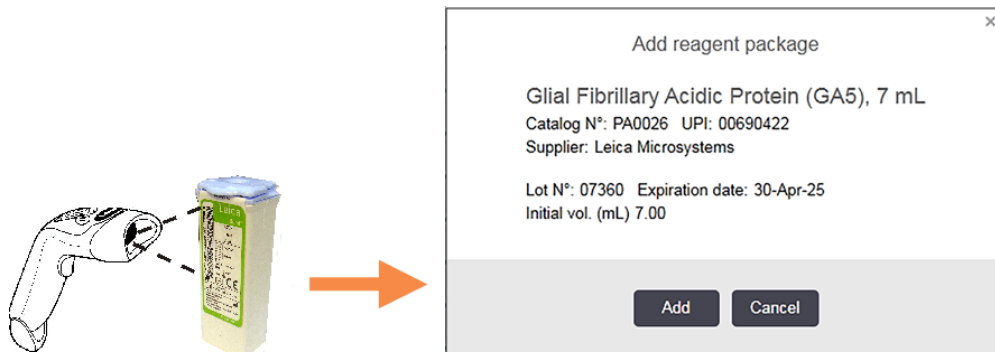 Leica
×
Add reagent package
Glial Fibrillary Acidic Protein (GA5), 7 mL
Catalog N°: PA0026 UPI: 00690422
Supplier: Leica Microsystems
Lot N°: 07360 Expiration date: 30-Apr-25
Initial vol. (mL) 7.00
Add
Cancel